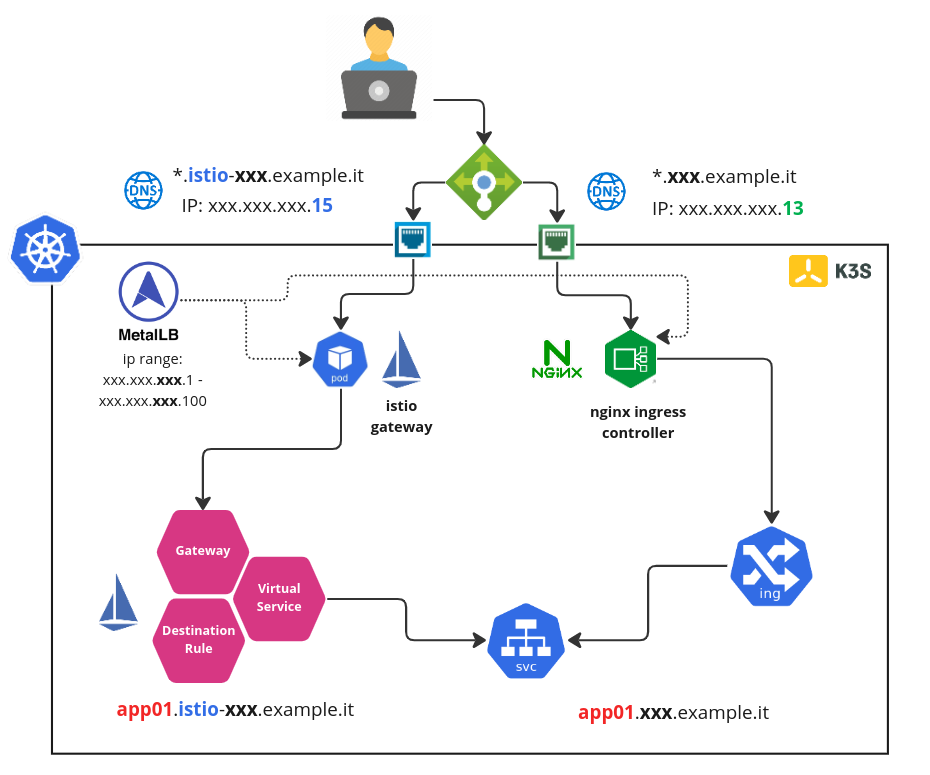 DNS
*.istio-xxx.example.it
IP: xxx.xxx.xxx.15
DNS
*.xxx.example.it
IP: xxx.xxx.xxx.13
K3S
MetalLB
ip range:
xxx.xxx.xxx.1 -
xxx.xxx.xxx.100
pod
istio
gateway
NGINX
nginx ingress
controller
Gateway
Virtual
Service
Destination
Rule
ing
svc
app01.istio-xxx.example.it
app01.xxx.example.it